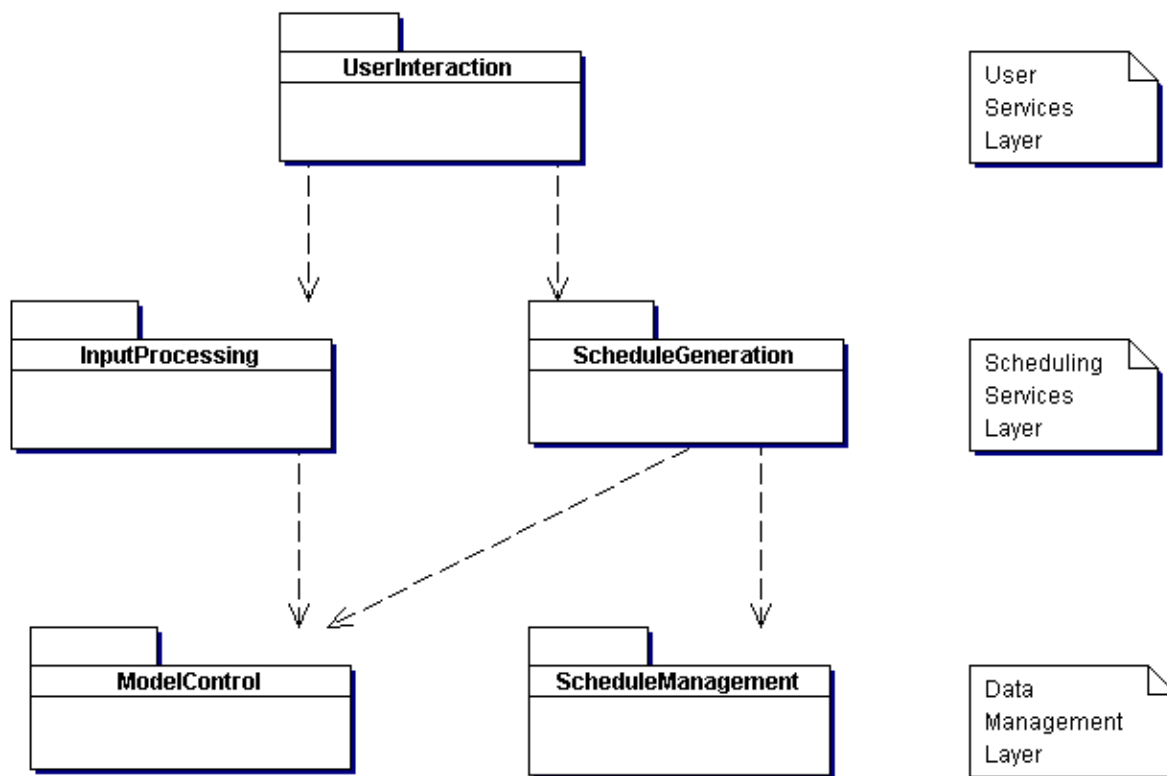 UserInteraction
User
Services
Layer
InputProcessing
ScheduleGeneration
Scheduling
Services
Layer
ModelControl
ScheduleManagement
Data
Management
Layer